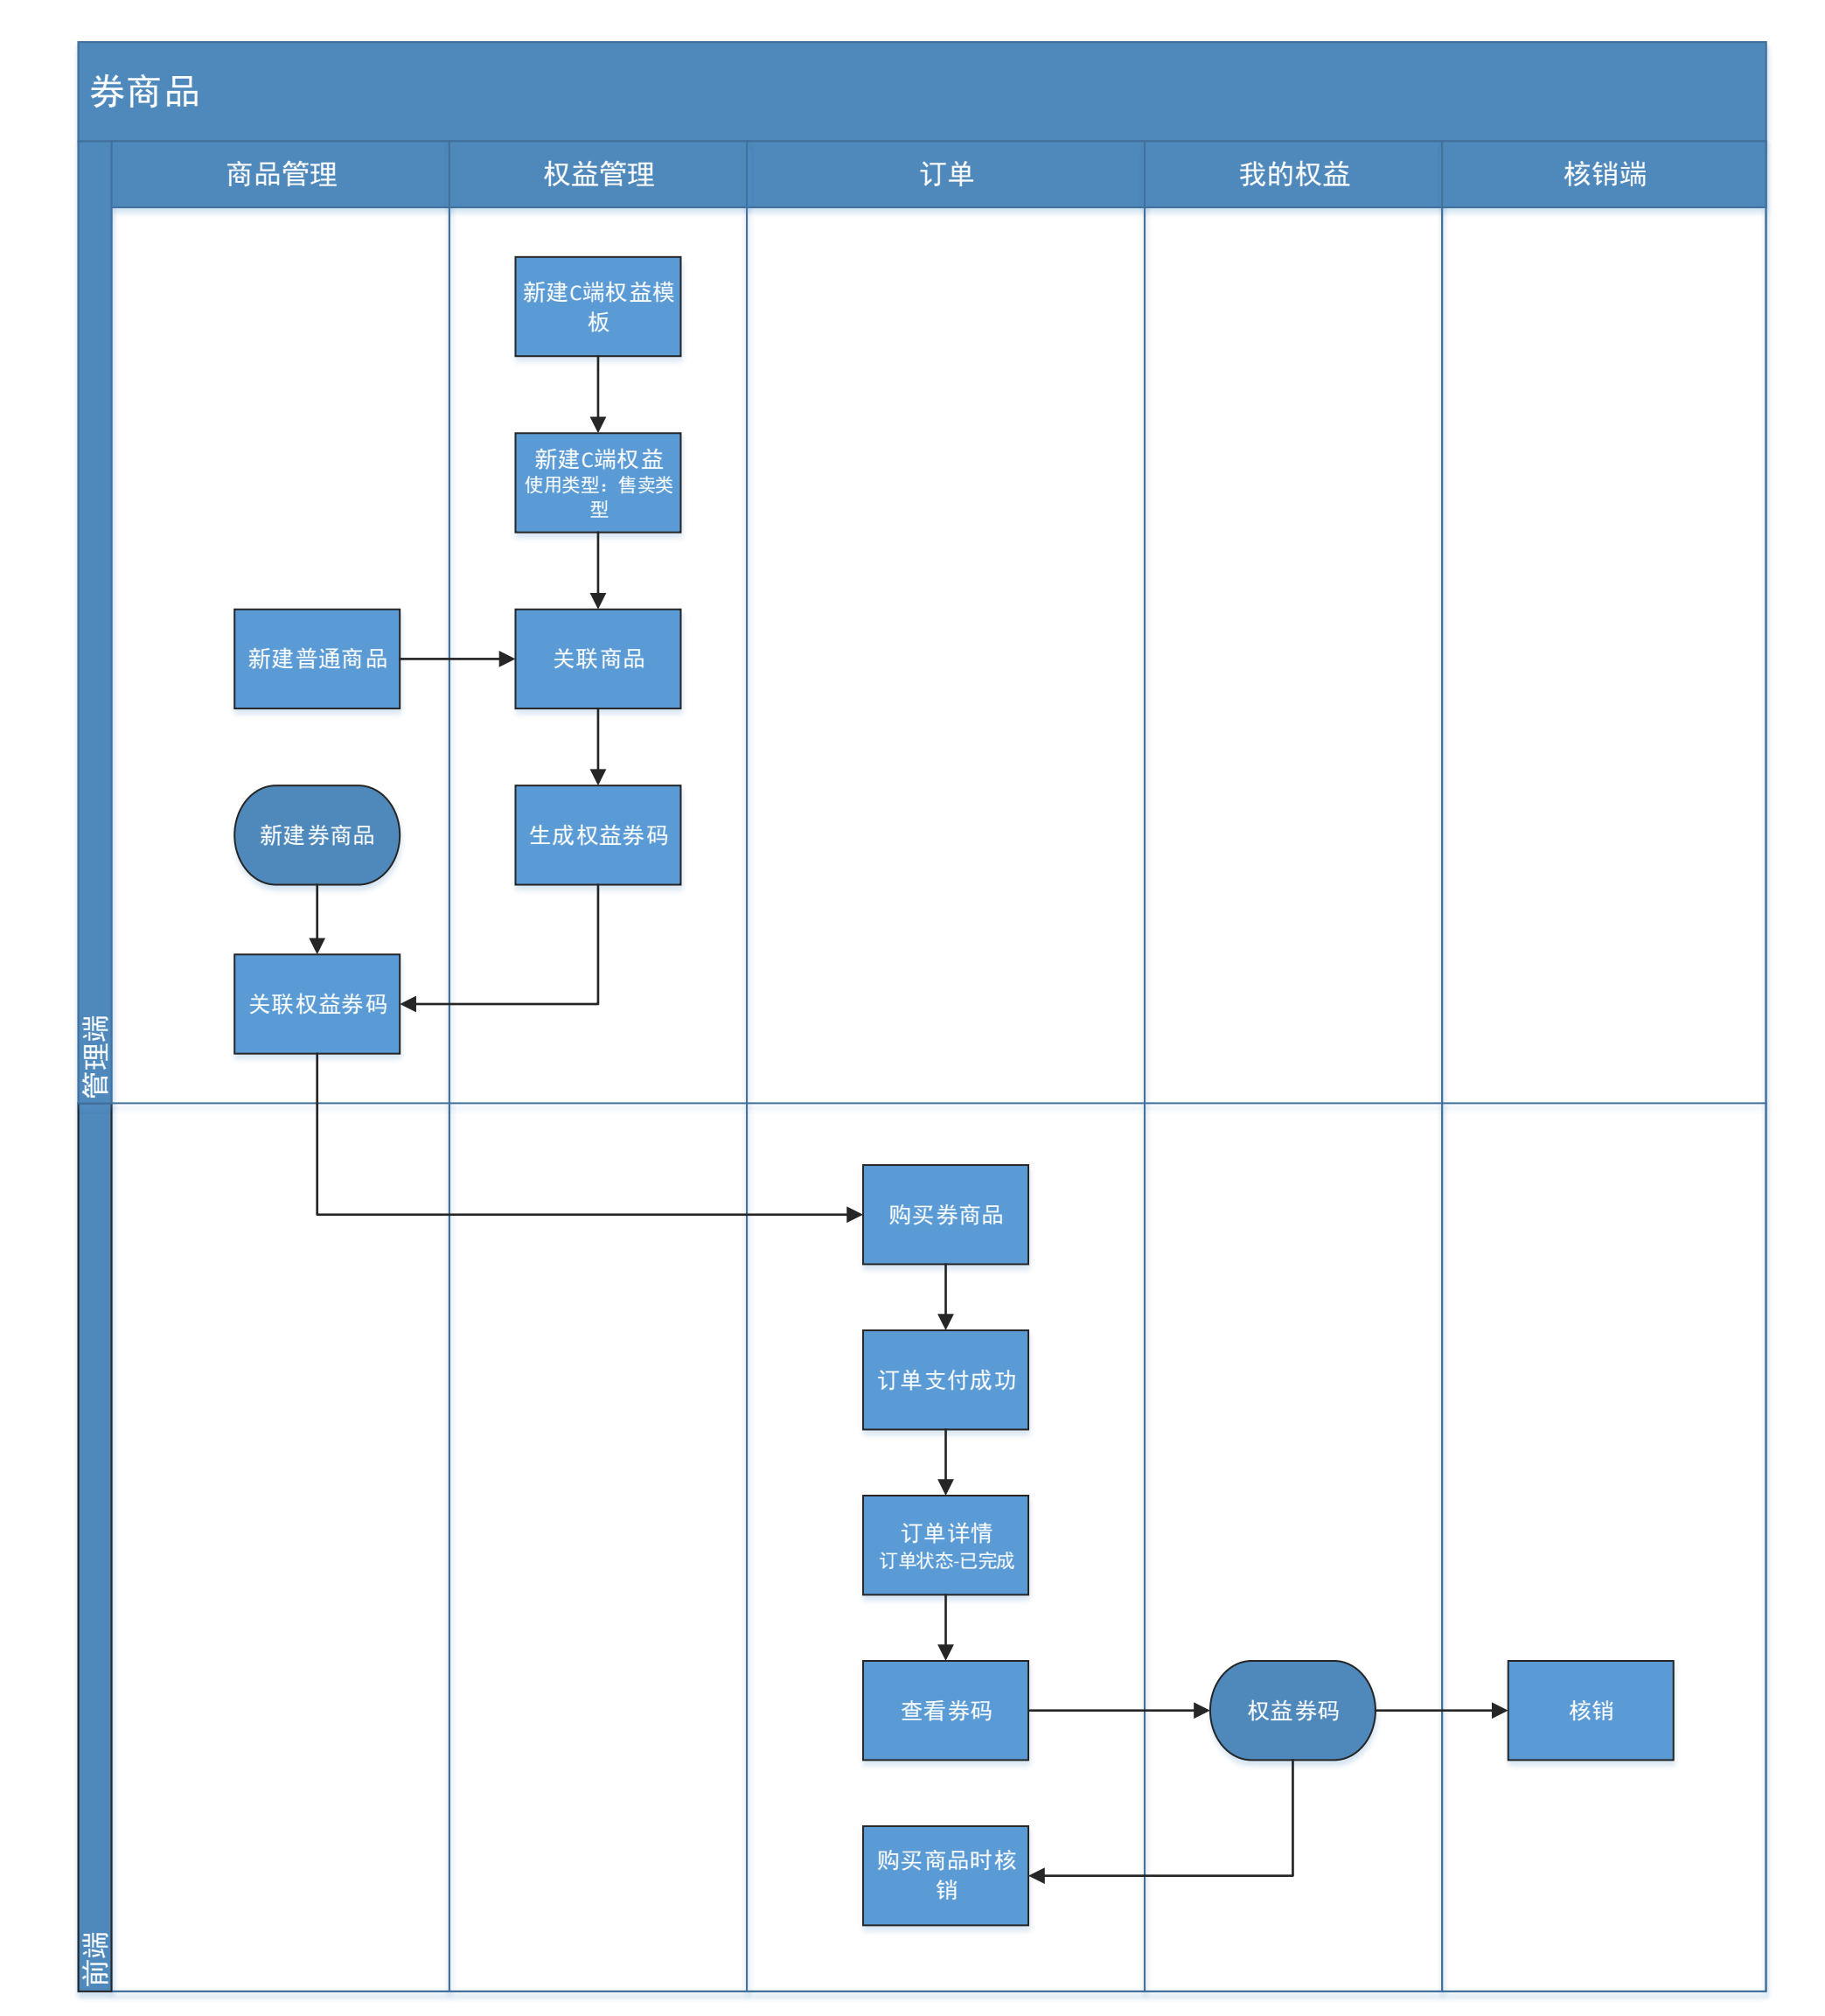 券商品
商品管理
权益管理
订单
我的权益
核销端
管理端
新建C端权益模
板
新建C端权益
使用类型：售卖类
型
新建普通商品
关联商品
新建券商品
生成权益券码
关联权益券码
前端
购买券商品
订单支付成功
订单详情
订单状态-已完成
查看券码
权益券码
核销
购买商品时核
销